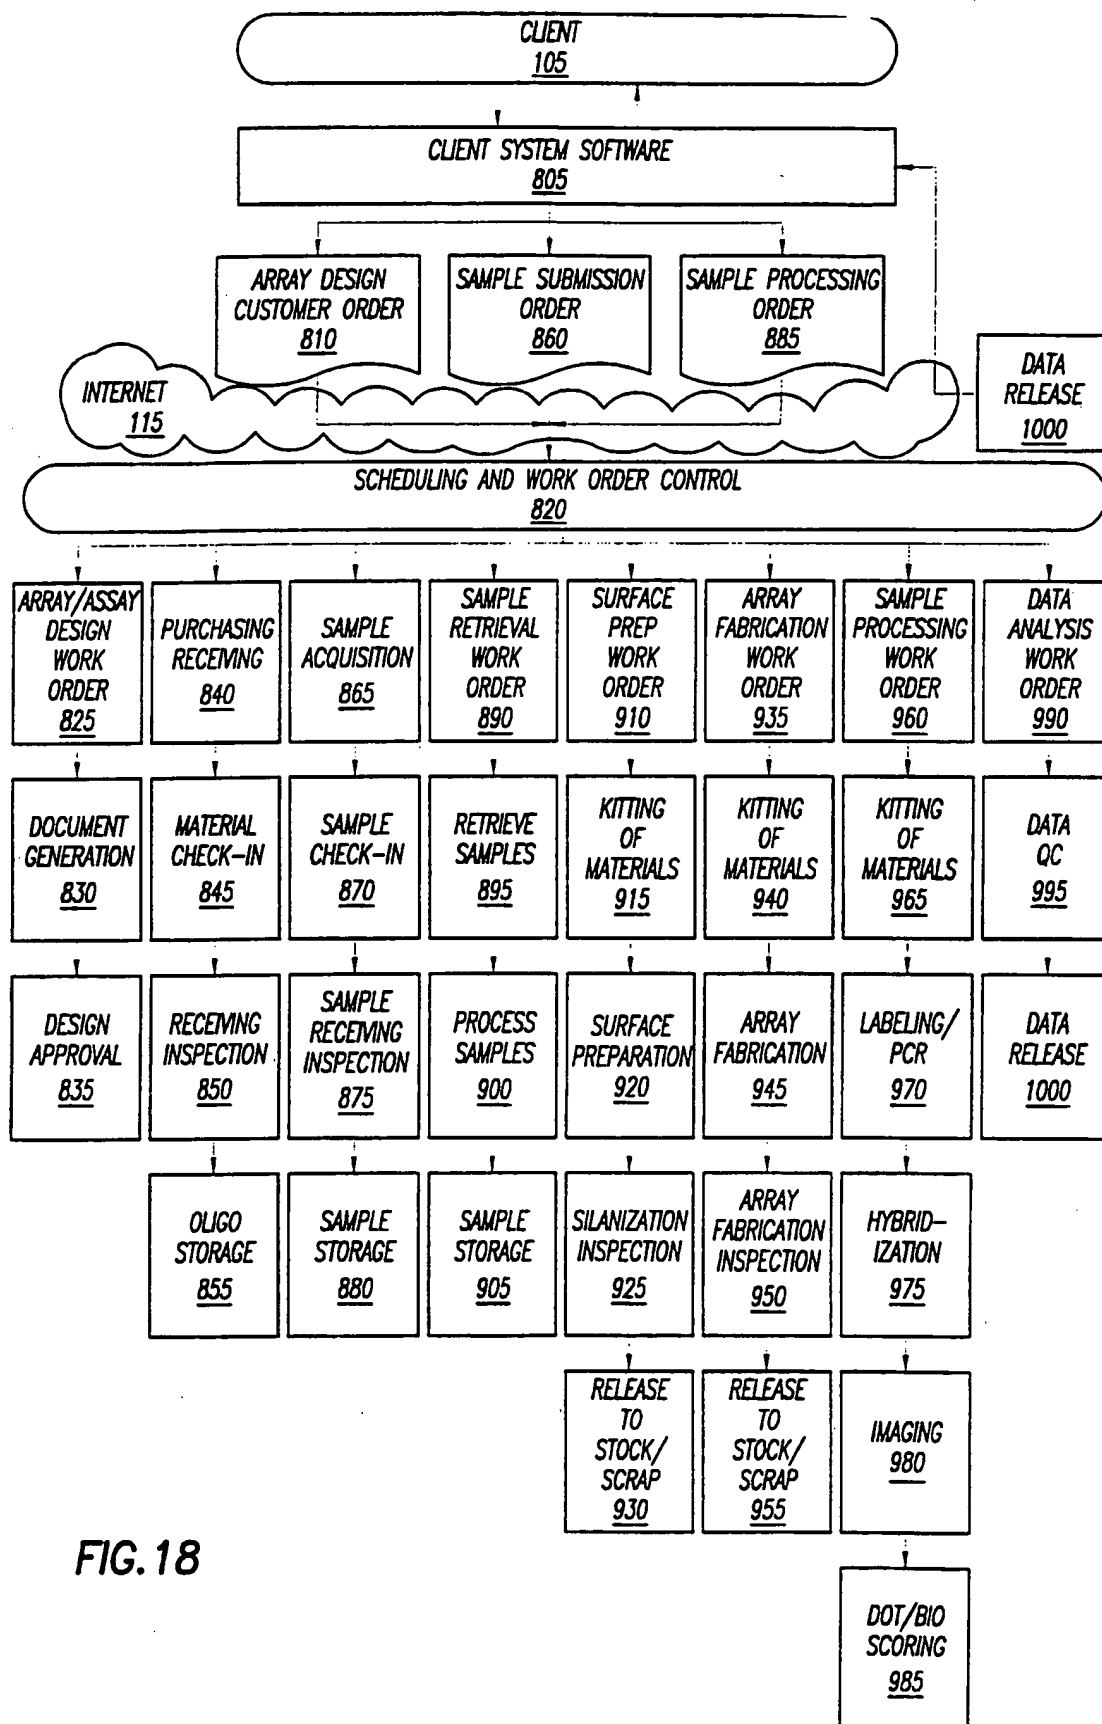 CLIENT
105
CLIENT SYSTEM SOFTWARE
805
ARRAY DESIGN
CUSTOMER ORDER
810
SAMPLE SUBMISSION
ORDER
860
SAMPLE PROCESSING
ORDER
885
INTERNET
115
DATA
RELEASE
1000
SCHEDULING AND WORK ORDER CONTROL
820
ARRAY/ASSAY
DESIGN
WORK
ORDER
825
PURCHASING
RECEIVING
840
SAMPLE
ACQUISITION
865
SAMPLE
RETRIEVAL
WORK
ORDER
890
SURFACE
PREP
WORK
ORDER
910
ARRAY
FABRICATION
WORK
ORDER
935
SAMPLE
PROCESSING
WORK
ORDER
960
DATA
ANALYSIS
WORK
ORDER
990
DOCUMENT
GENERATION
830
MATERIAL
CHECK-IN
845
SAMPLE
CHECK-IN
870
RETRIEVE
SAMPLES
895
KITTING
OF
MATERIALS
915
KITTING
OF
MATERIALS
940
KITTING
OF
MATERIALS
965
DATA
QC
995
DESIGN
APPROVAL
835
RECEIVING
INSPECTION
850
SAMPLE
RECEIVING
INSPECTION
875
PROCESS
SAMPLES
900
SURFACE
PREPARATION
920
ARRAY
FABRICATION
945
LABELING/
PCR
970
DATA
RELEASE
1000
OLIGO
STORAGE
855
SAMPLE
STORAGE
880
SAMPLE
STORAGE
905
SILANIZATION
INSPECTION
925
ARRAY
FABRICATION
INSPECTION
950
HYBRID-
IZATION
975
RELEASE
TO
STOCK/
SCRAP
930
RELEASE
TO
STOCK/
SCRAP
955
IMAGING
980
DOT/BIO
SCORING
985
FIG. 18